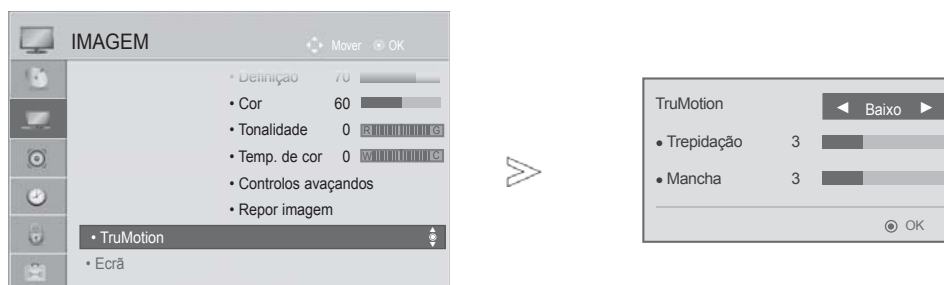 IMAGEM
Mover OK
• Definição 70
• Cor 60
• Tonalidade 0 R G
• Temp. de cor 0 W C
• Controlos avaçandos
• Repor imagem
• TruMotion
• Ecrã
TruMotion ◄ Baixo ►
● Trepidação 3
● Mancha 3
OK